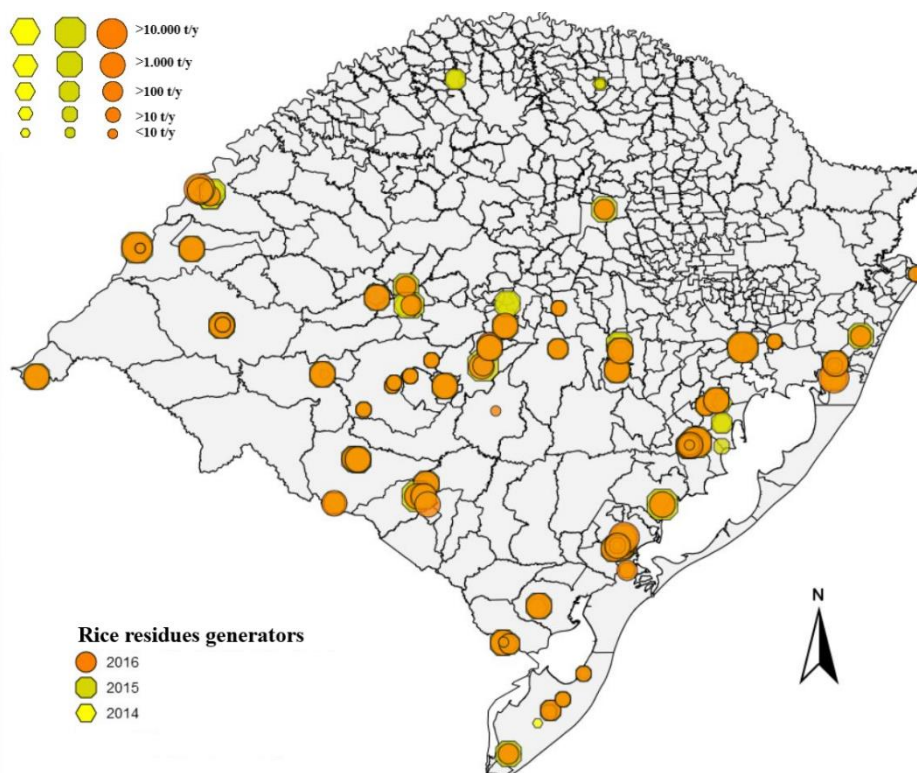 >10.000 t/y
>1.000 t/y
>100 t/y
>10 t/y
<10 t/y
N
Rice residues generators
2016
2015
2014